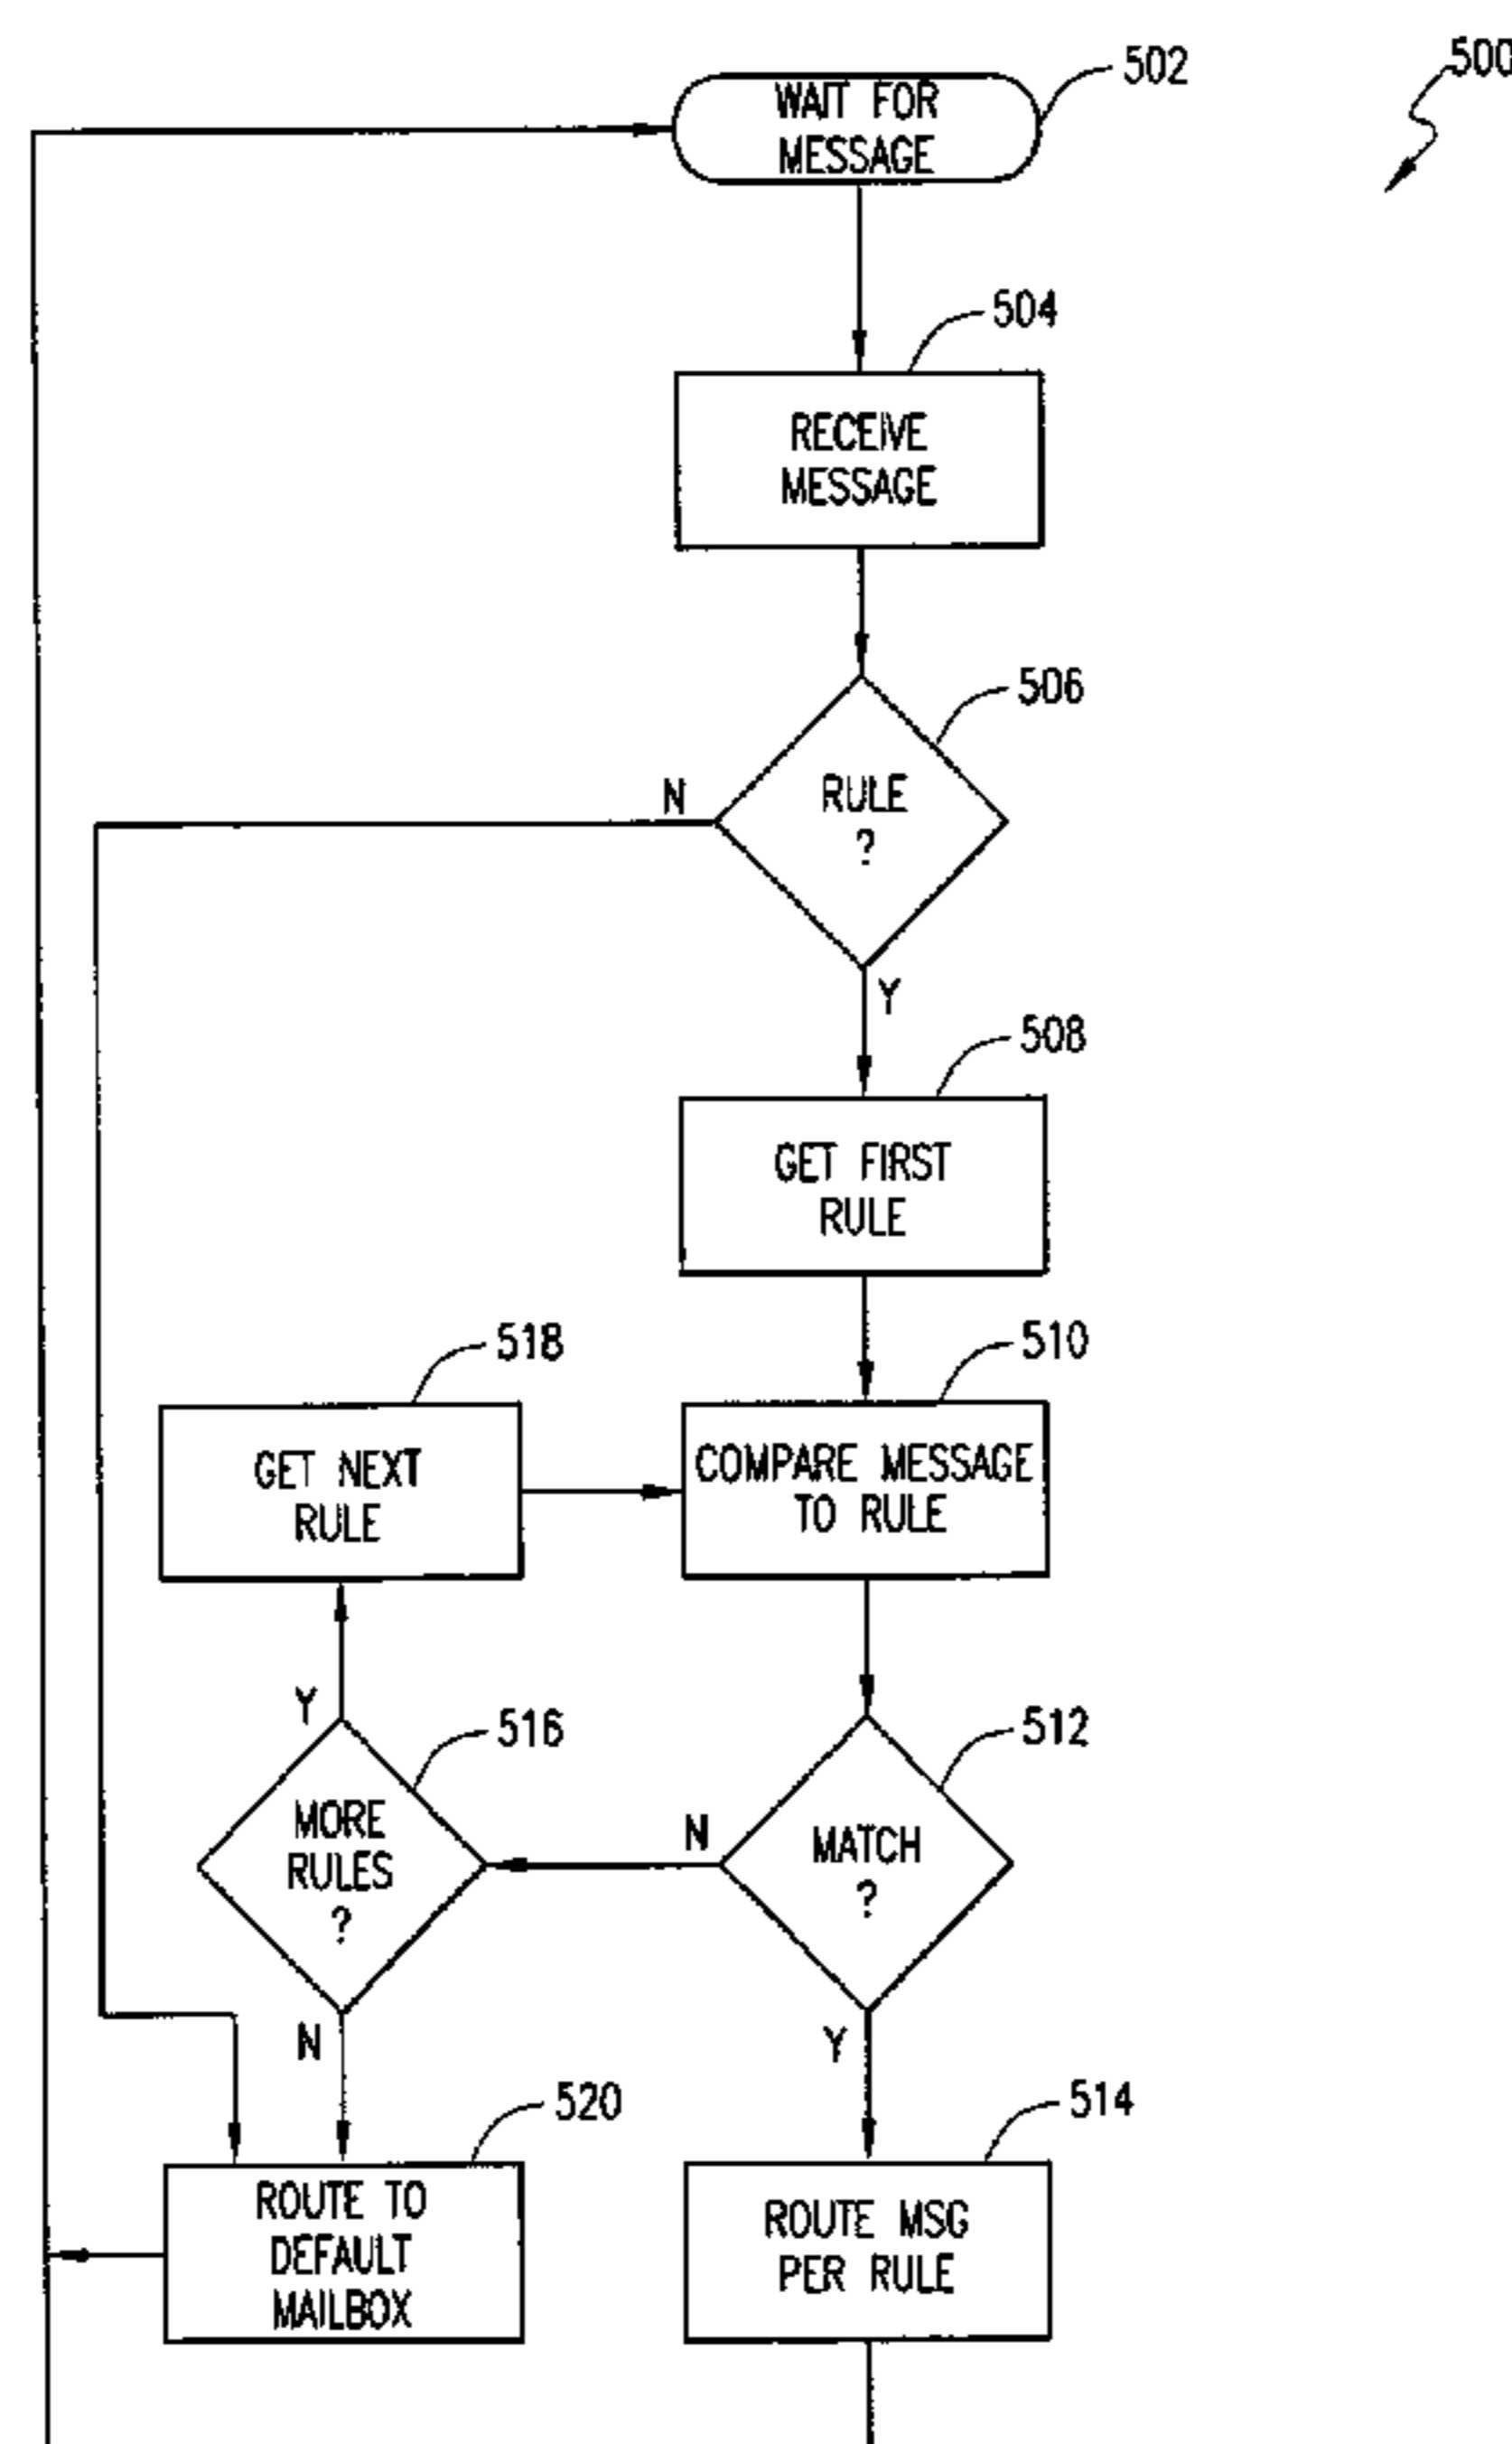 502
500
WAIT FOR
MESSAGE
504
RECEIVE
MESSAGE
506
RULE
?
N
Y
508
GET FIRST
RULE
518
510
GET NEXT
RULE
COMPARE MESSAGE
TO RULE
Y
516
512
MORE
RULES
?
N
MATCH
?
N
Y
520
514
ROUTE TO
DEFAULT
MAILBOX
ROUTE MSG
PER RULE